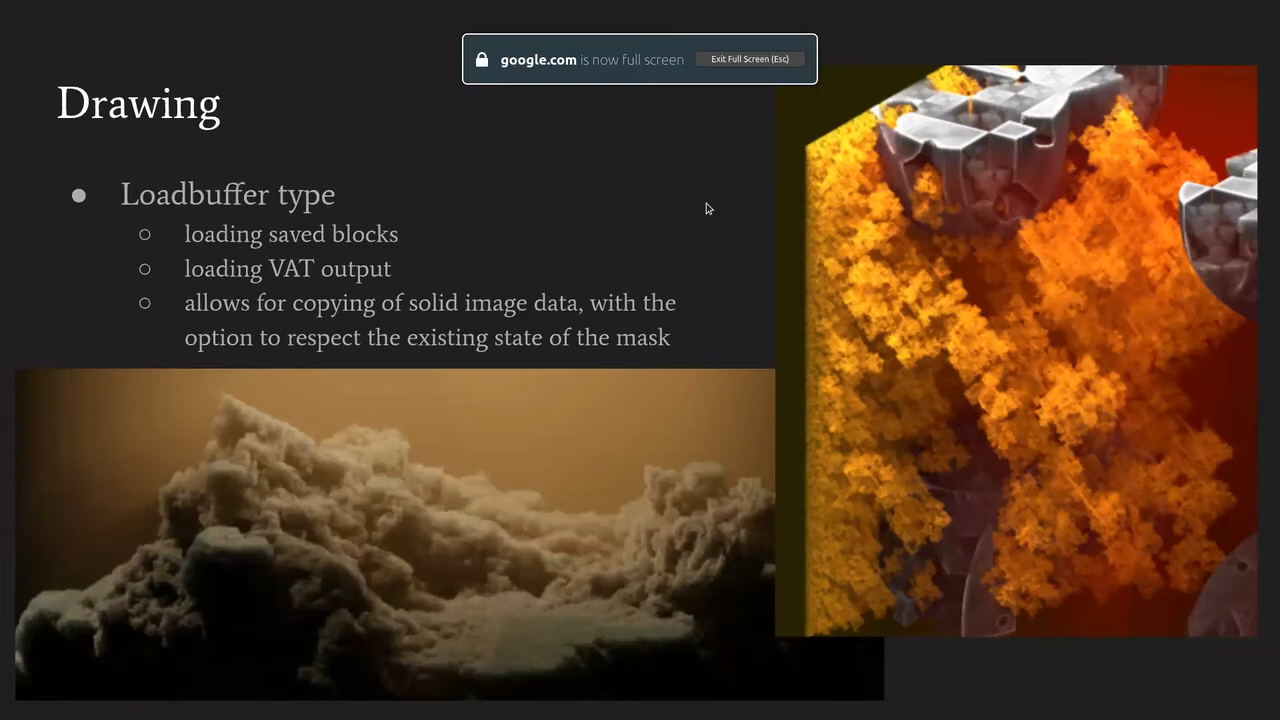 google.com is now full screen Exit Full Screen (Esc)
Drawing
● Loadbuffer type
○ loading saved blocks
○ loading VAT output
○ allows for copying of solid image data, with the
option to respect the existing state of the mask